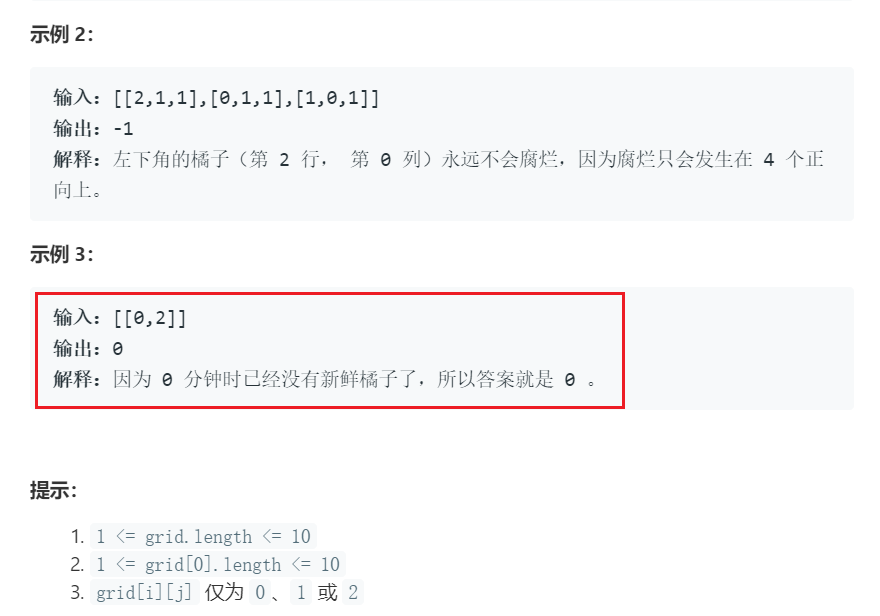 示例 2：
输入：[[2,1,1],[0,1,1],[1,0,1]]
输出：-1
解释：左下角的橘子（第 2 行， 第 0 列）永远不会腐烂，因为腐烂只会发生在 4 个正
向上。
示例 3：
输入：[[0,2]]
输出：0
解释：因为 0 分钟时已经没有新鲜橘子了，所以答案就是 0 。
提示：
1. 1 <= grid.length <= 10
2. 1 <= grid[0].length <= 10
3. grid[i][j] 仅为 0、1 或 2